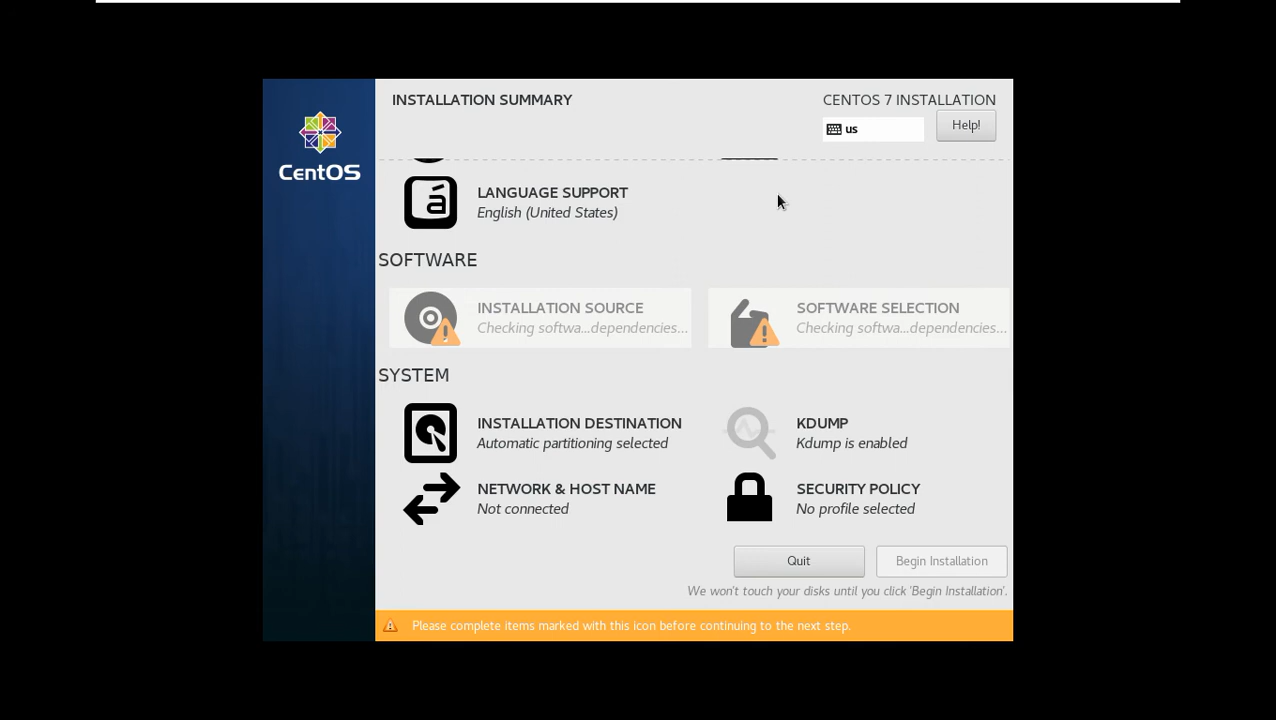 INSTALLATION SUMMARY
CENTOS 7 INSTALLATION
us
Help!
CentOS
LANGUAGE SUPPORT
English (United States)
SOFTWARE
INSTALLATION SOURCE
Checking softwa...dependencies...
SOFTWARE SELECTION
Checking softwa...dependencies...
SYSTEM
INSTALLATION DESTINATION
Automatic partitioning selected
KDUMP
Kdump is enabled
NETWORK & HOST NAME
Not connected
SECURITY POLICY
No profile selected
Quit
Begin Installation
We won't touch your disks until you click 'Begin Installation'.
Please complete items marked with this icon before continuing to the next step.